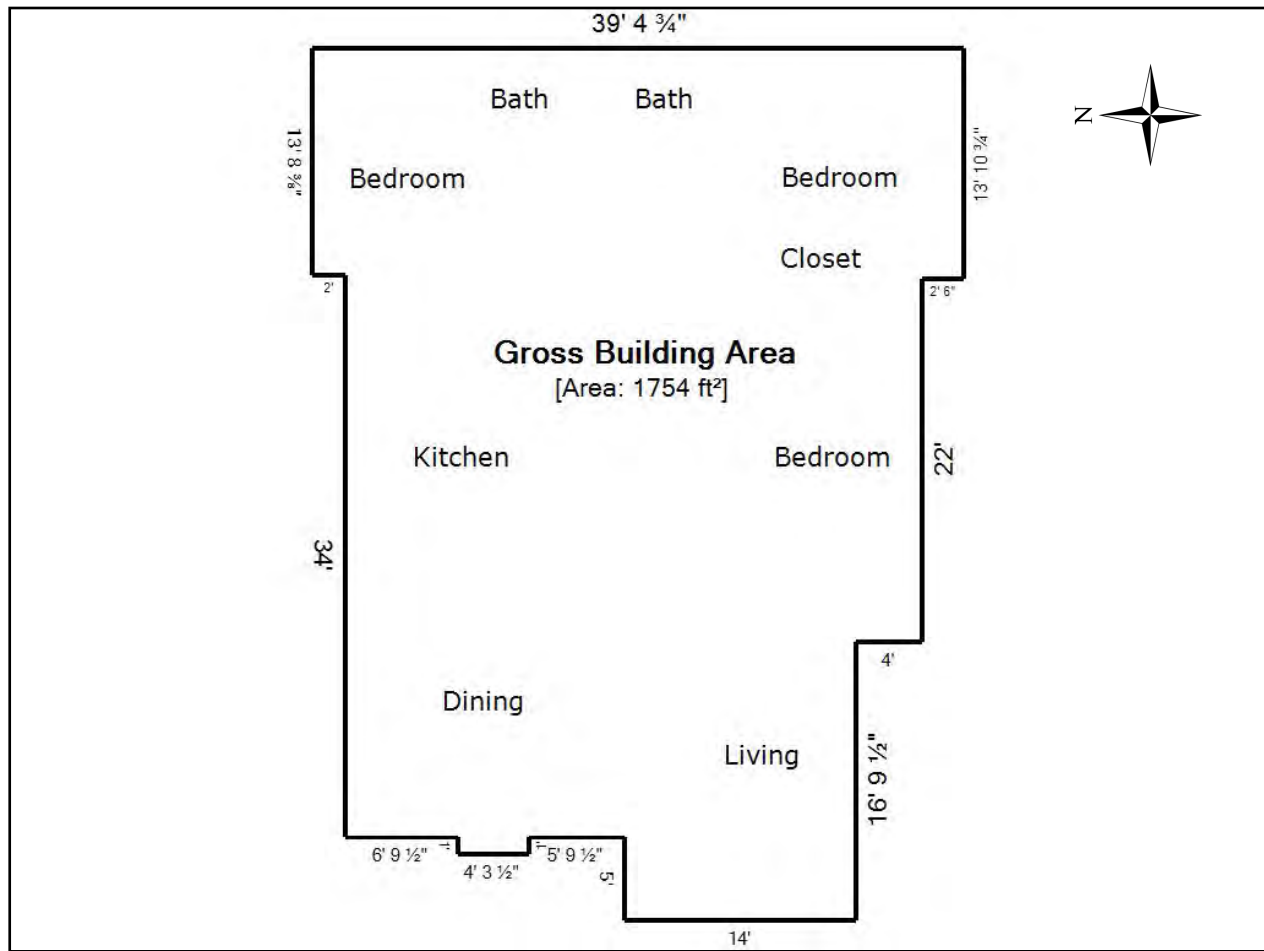 39' 4 ¾"
N
Bath
Bath
13' 8 ⅜"
13' 10 ¾"
Bedroom
Bedroom
Closet
2'
2' 6"
Gross Building Area
[Area: 1754 ft²]
Kitchen
Bedroom
22'
34'
4'
Dining
Living
16' 9 ½"
6' 9 ½"
1'
4' 3 ½"
1'
5' 9 ½"
5'
14'